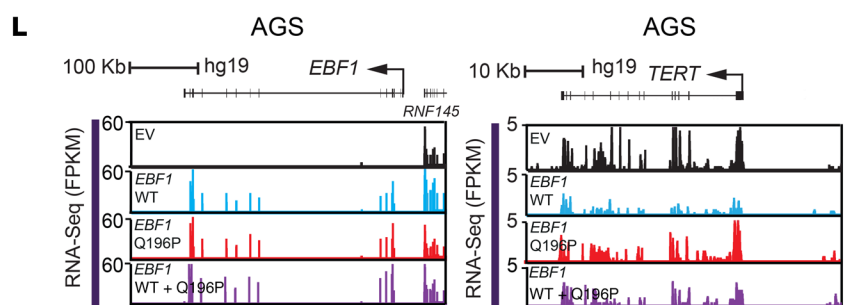 L
AGS
100 Kb
hg19
EBF1
RNF145
RNA-Seq (FPKM)
60
EV
60
EBF1
WT
60
EBF1
Q196P
60
EBF1
WT + Q196P
AGS
10 Kb
hg19
TERT
RNA-Seq (FPKM)
5
EV
5
EBF1
WT
5
EBF1
Q196P
5
EBF1
WT + Q196P